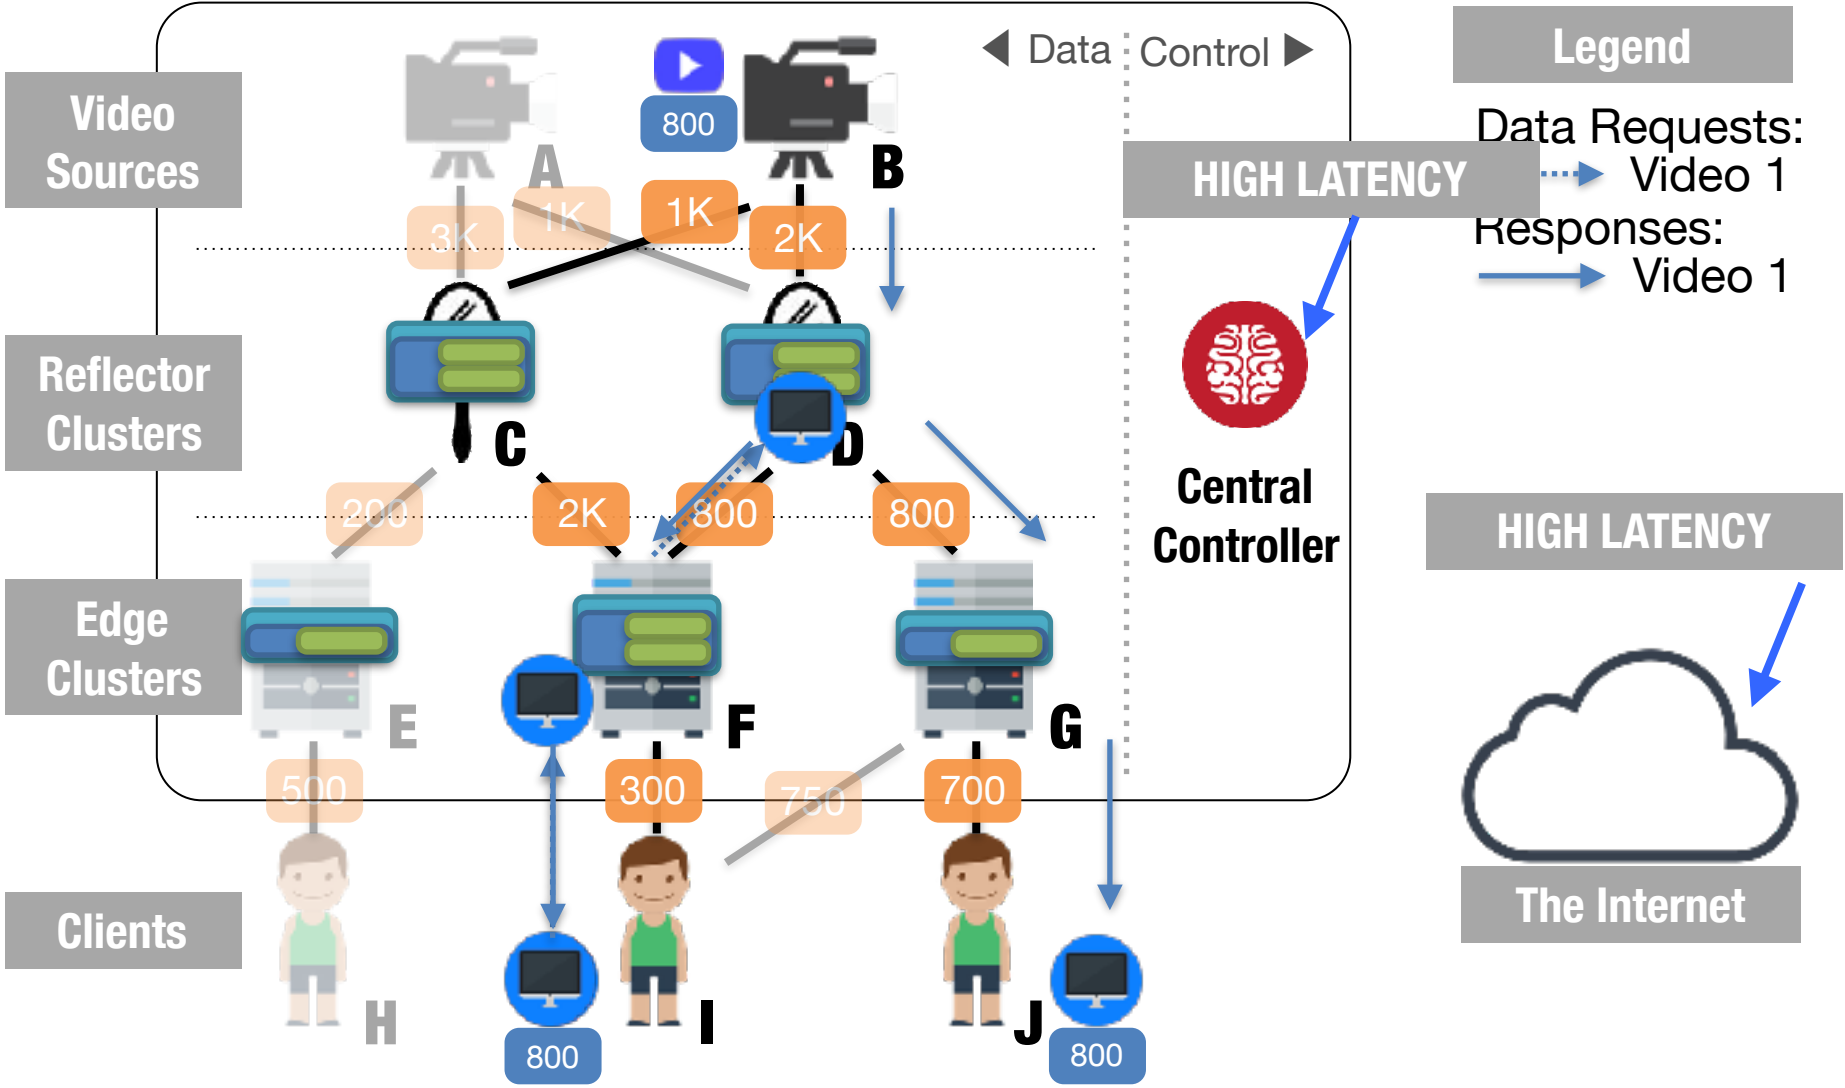 Data
Control
Legend
Video
Sources
800
A
B
HIGH LATENCY
Data Requests:
Video 1
Responses:
Video 1
3K
1K
1K
2K
Reflector
Clusters
C
D
Central
Controller
200
2K
800
800
HIGH LATENCY
Edge
Clusters
E
F
G
500
300
750
700
Clients
The Internet
H
I
J
800
800